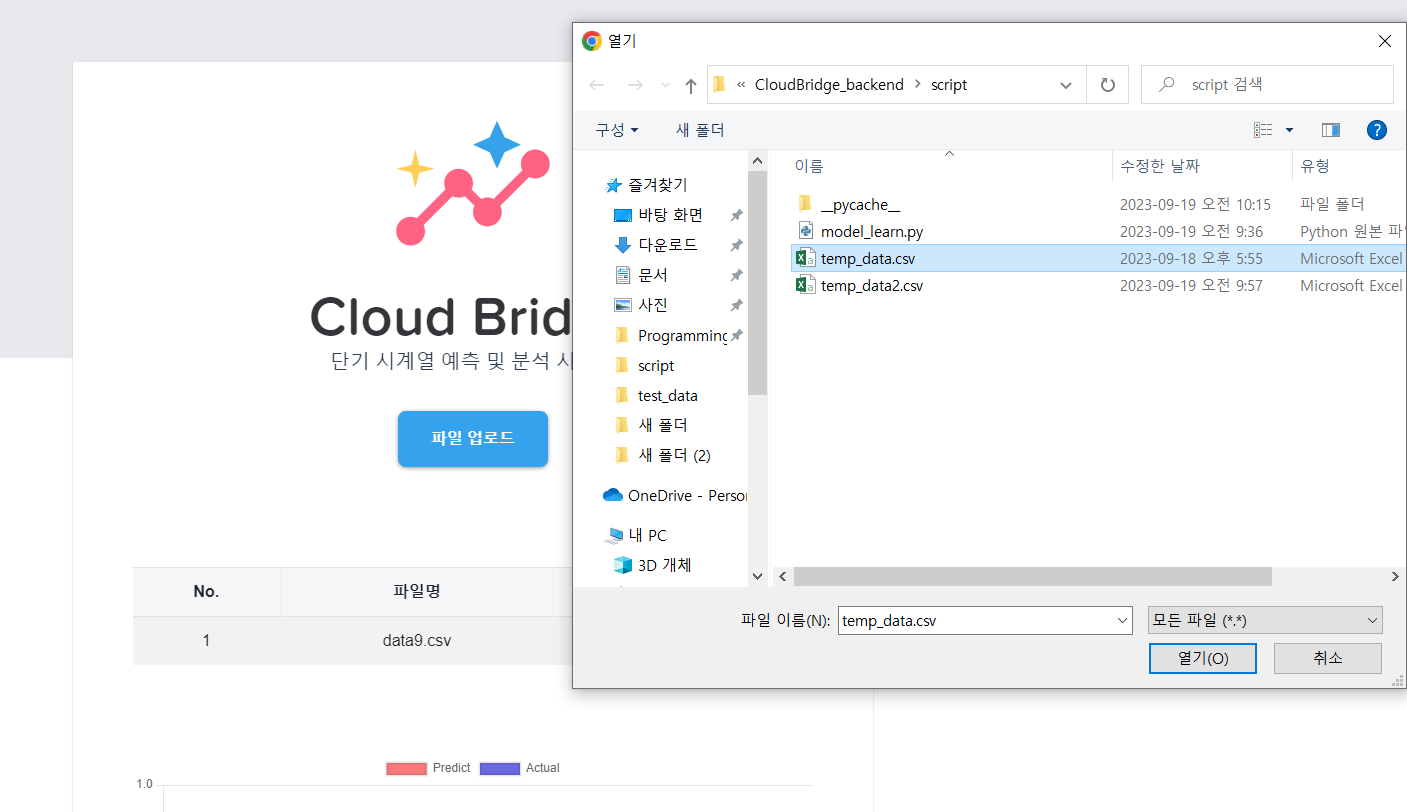 열기
« CloudBridge_backend > script
script 검색
구성
새 폴더
이름
수정한 날짜
유형
즐겨찾기
바탕 화면
다운로드
문서
사진
Programming
script
test_data
새 폴더
새 폴더 (2)
OneDrive - Person
내 PC
3D 개체
__pycache__ 2023-09-19 오전 10:15 파일 폴더
model_learn.py 2023-09-19 오전 9:36 Python 원본 파
temp_data.csv 2023-09-18 오후 5:55 Microsoft Excel
temp_data2.csv 2023-09-19 오전 9:57 Microsoft Excel
파일 이름(N): temp_data.csv
모든 파일 (*.*)
열기(O)
취소
Cloud Brid
단기 시계열 예측 및 분석 시
파일 업로드
No. 파일명
1 data9.csv
Predict Actual
1.0